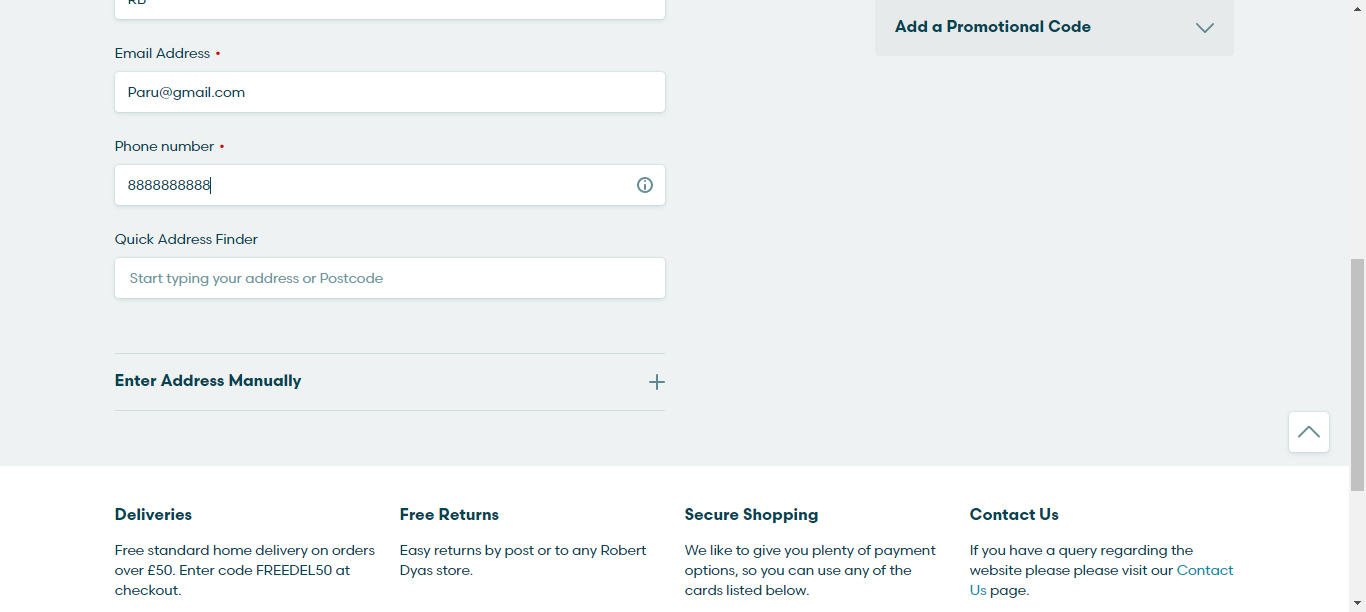 RB
Email Address •
Paru@gmail.com
Phone number •
8888888888
Quick Address Finder
Start typing your address or Postcode
Enter Address Manually
Add a Promotional Code
Deliveries
Free standard home delivery on orders
over £50. Enter code FREEDEL50 at
checkout.
Free Returns
Easy returns by post or to any Robert
Dyas store.
Secure Shopping
We like to give you plenty of payment
options, so you can use any of the
cards listed below.
Contact Us
If you have a query regarding the
website please please visit our Contact
Us page.